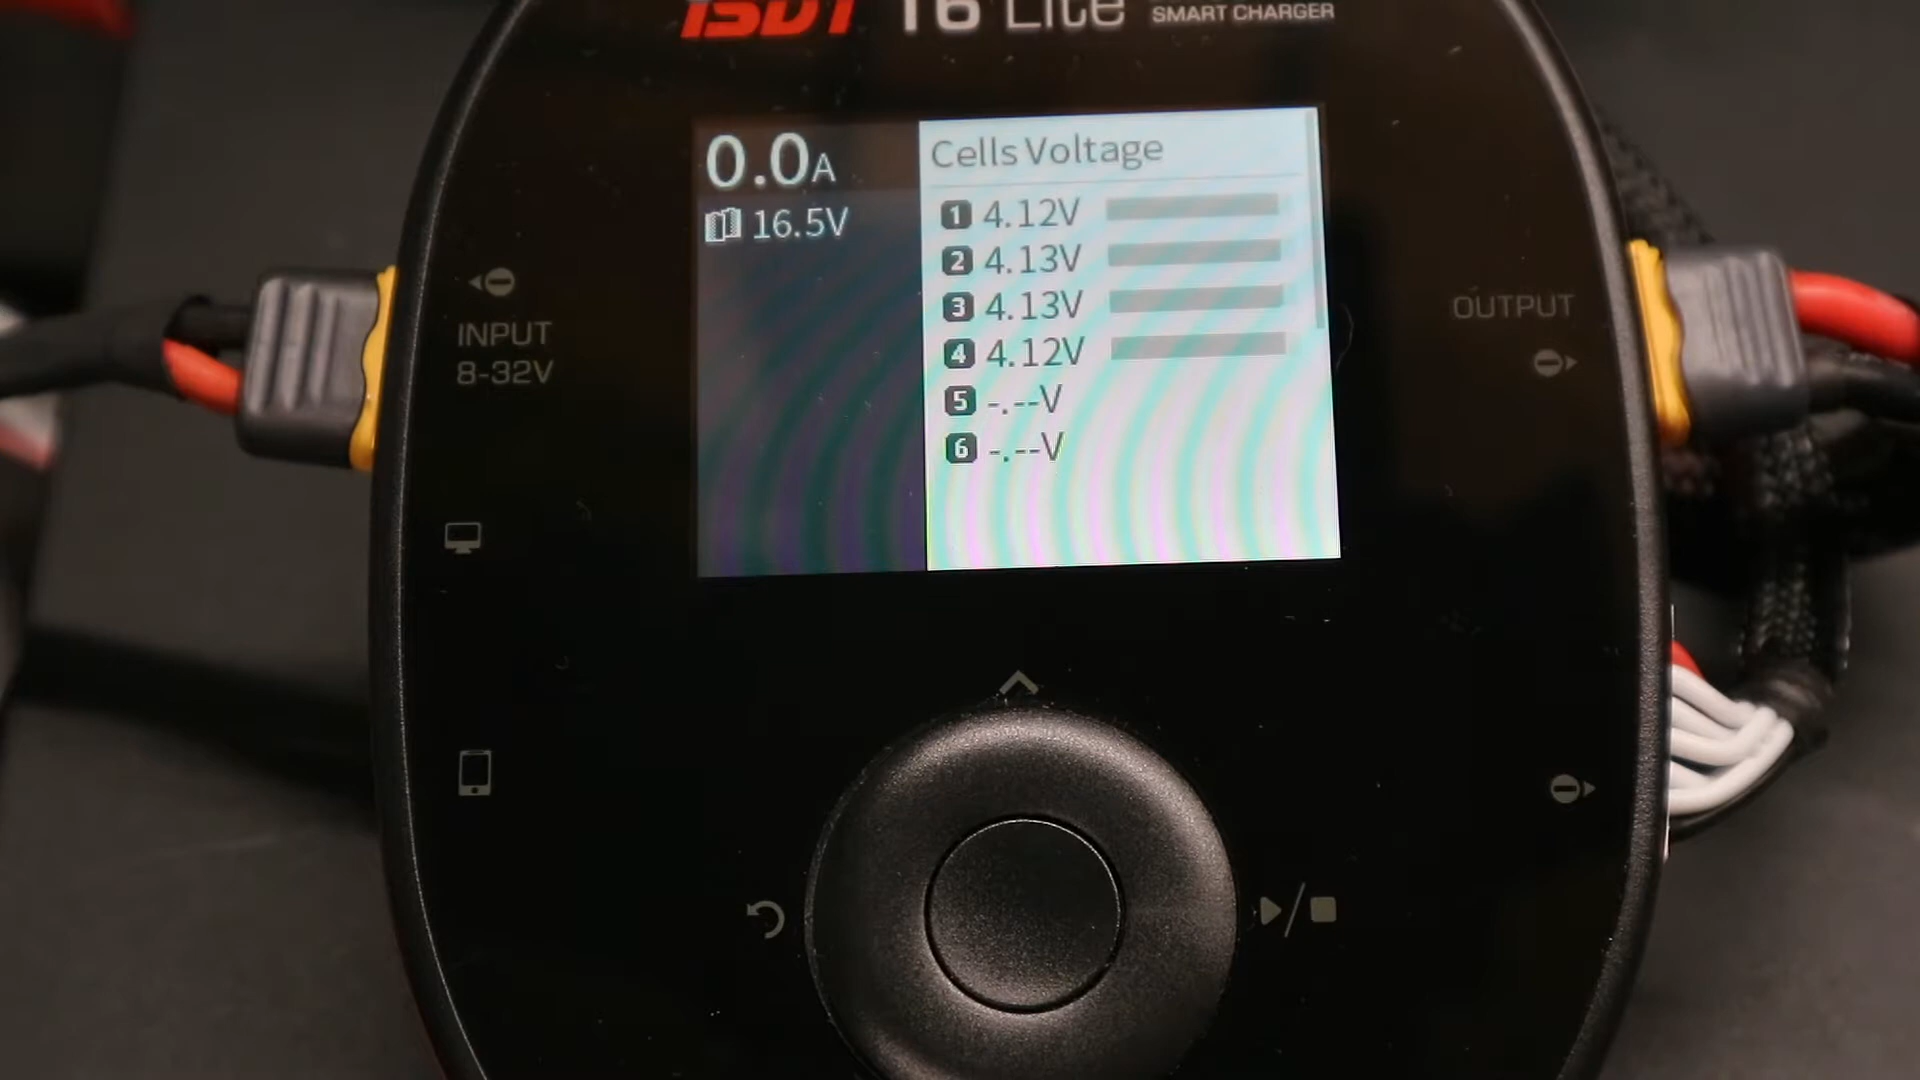 ISDT T6 Lite SMART CHARGER
0.0A
16.5V
Cells Voltage
1 4.12V
2 4.13V
3 4.13V
4 4.12V
5 -.--V
6 -.--V
INPUT
8-32V
OUTPUT